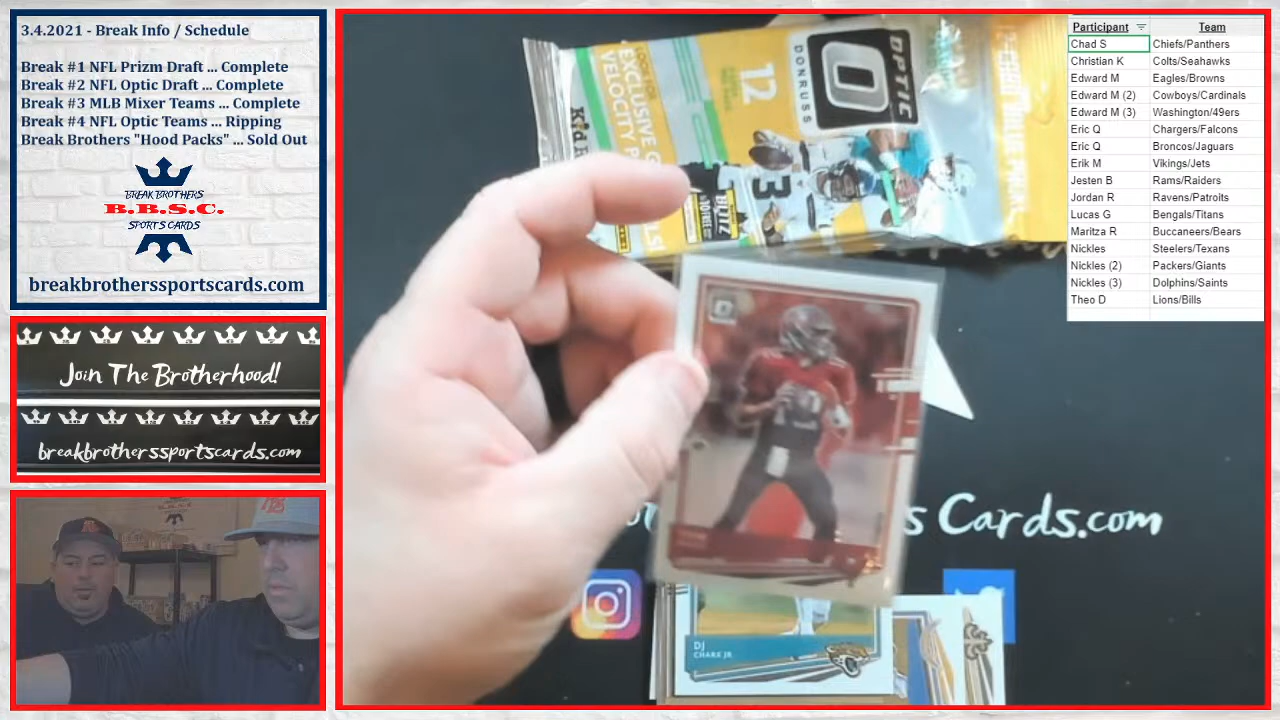 3.4.2021 - Break Info / Schedule
Break #1 NFL Prizm Draft ... Complete
Break #2 NFL Optic Draft ... Complete
Break #3 MLB Mixer Teams ... Complete
Break #4 NFL Optic Teams ... Ripping
Break Brothers "Hood Packs" ... Sold Out
BREAK BROTHERS
B.B.S.C.
SPORTS CARDS
breakbrotherssportscards.com
Join The Brotherhood!
breakbrotherssportscards.com
Participant Team
Chad S Chiefs/Panthers
Christian K Colts/Seahawks
Edward M Eagles/Browns
Edward M (2) Cowboys/Cardinals
Edward M (3) Washington/49ers
Eric Q Chargers/Falcons
Eric Q Broncos/Jaguars
Erik M Vikings/Jets
Jesten B Rams/Raiders
Jordan R Ravens/Patroits
Lucas G Bengals/Titans
Maritza R Buccaneers/Bears
Nickles Steelers/Texans
Nickles (2) Packers/Giants
Nickles (3) Dolphins/Saints
Theo D Lions/Bills
OPTIC
DONRUSS
12
s Cards.com
DJ
CHARK JR